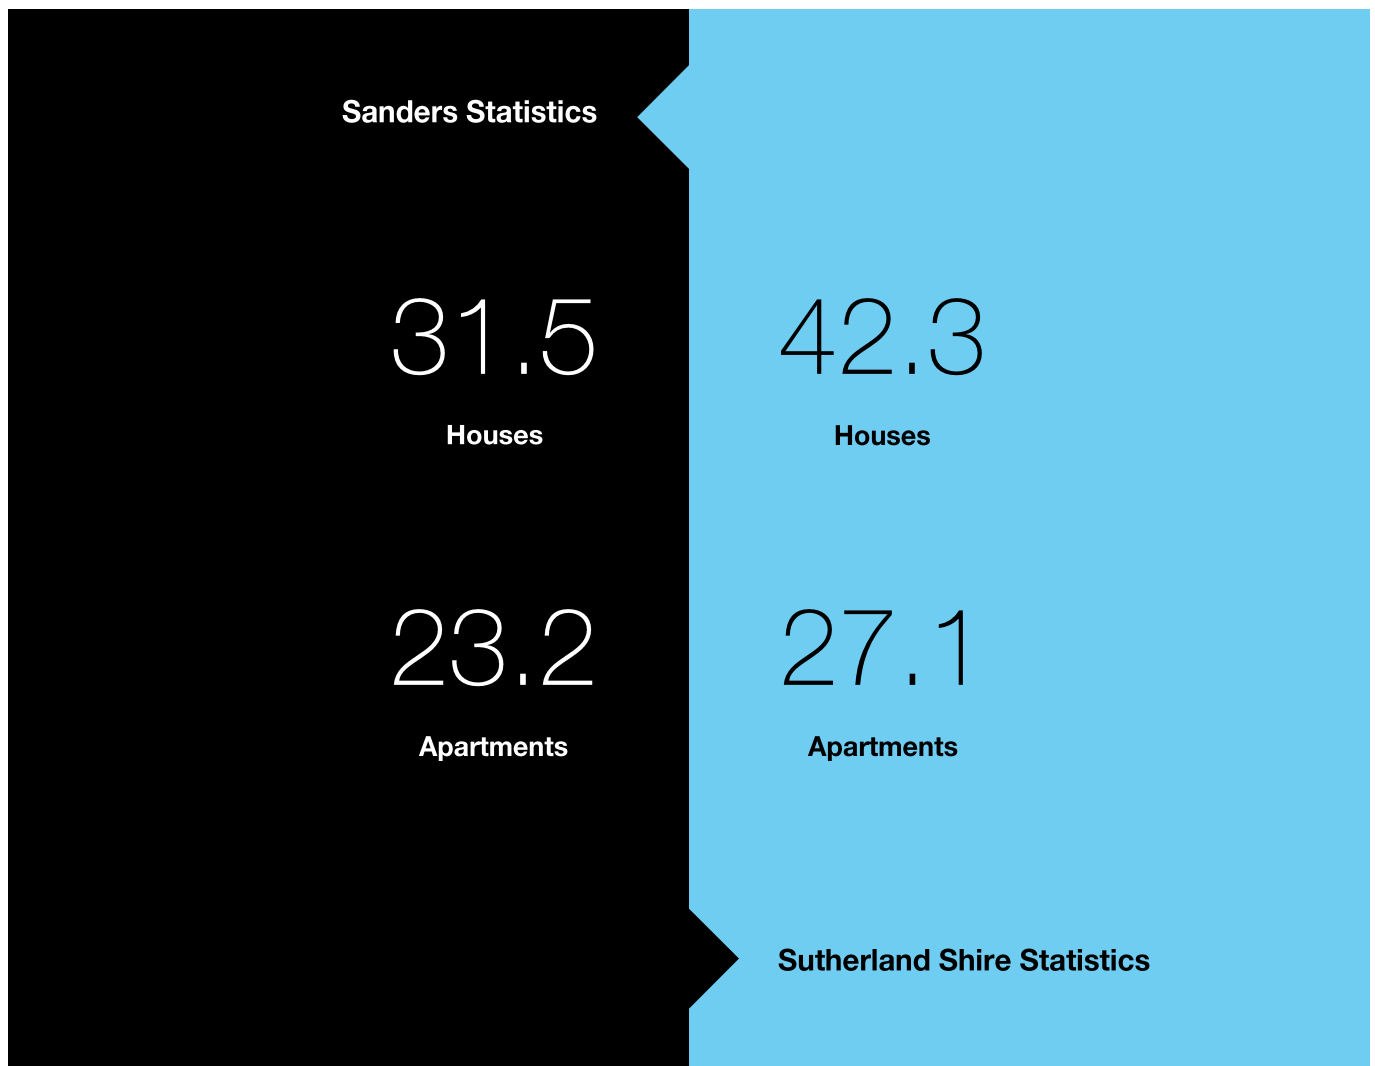 Sanders Statistics
31.5
Houses
23.2
Apartments
42.3
Houses
27.1
Apartments
Sutherland Shire Statistics